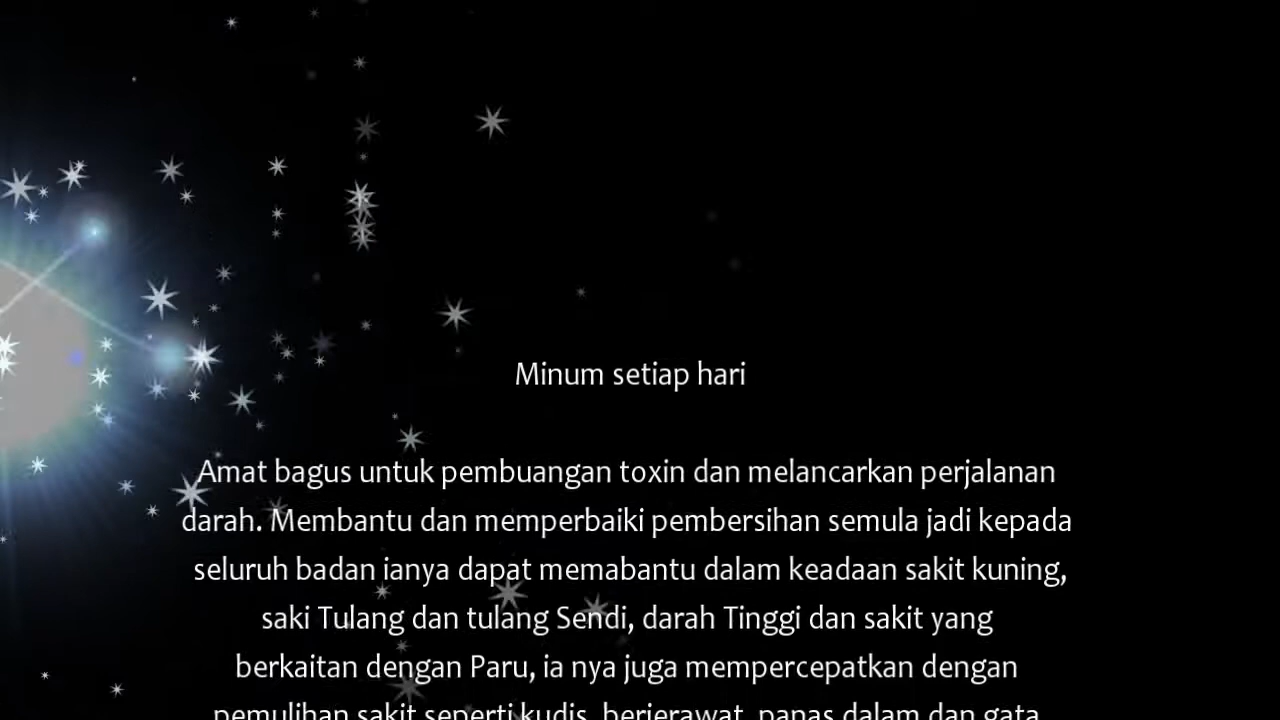 Minum setiap hari
Amat bagus untuk pembuangan toxin dan melancarkan perjalanan
darah. Membantu dan memperbaiki pembersihan semula jadi kepada
seluruh badan ianya dapat memabantu dalam keadaan sakit kuning,
saki Tulang dan tulang Sendi, darah Tinggi dan sakit yang
berkaitan dengan Paru, ia nya juga mempercepatkan dengan
pemulihan sakit seperti kudis, berjerawat, panas dalam dan gata